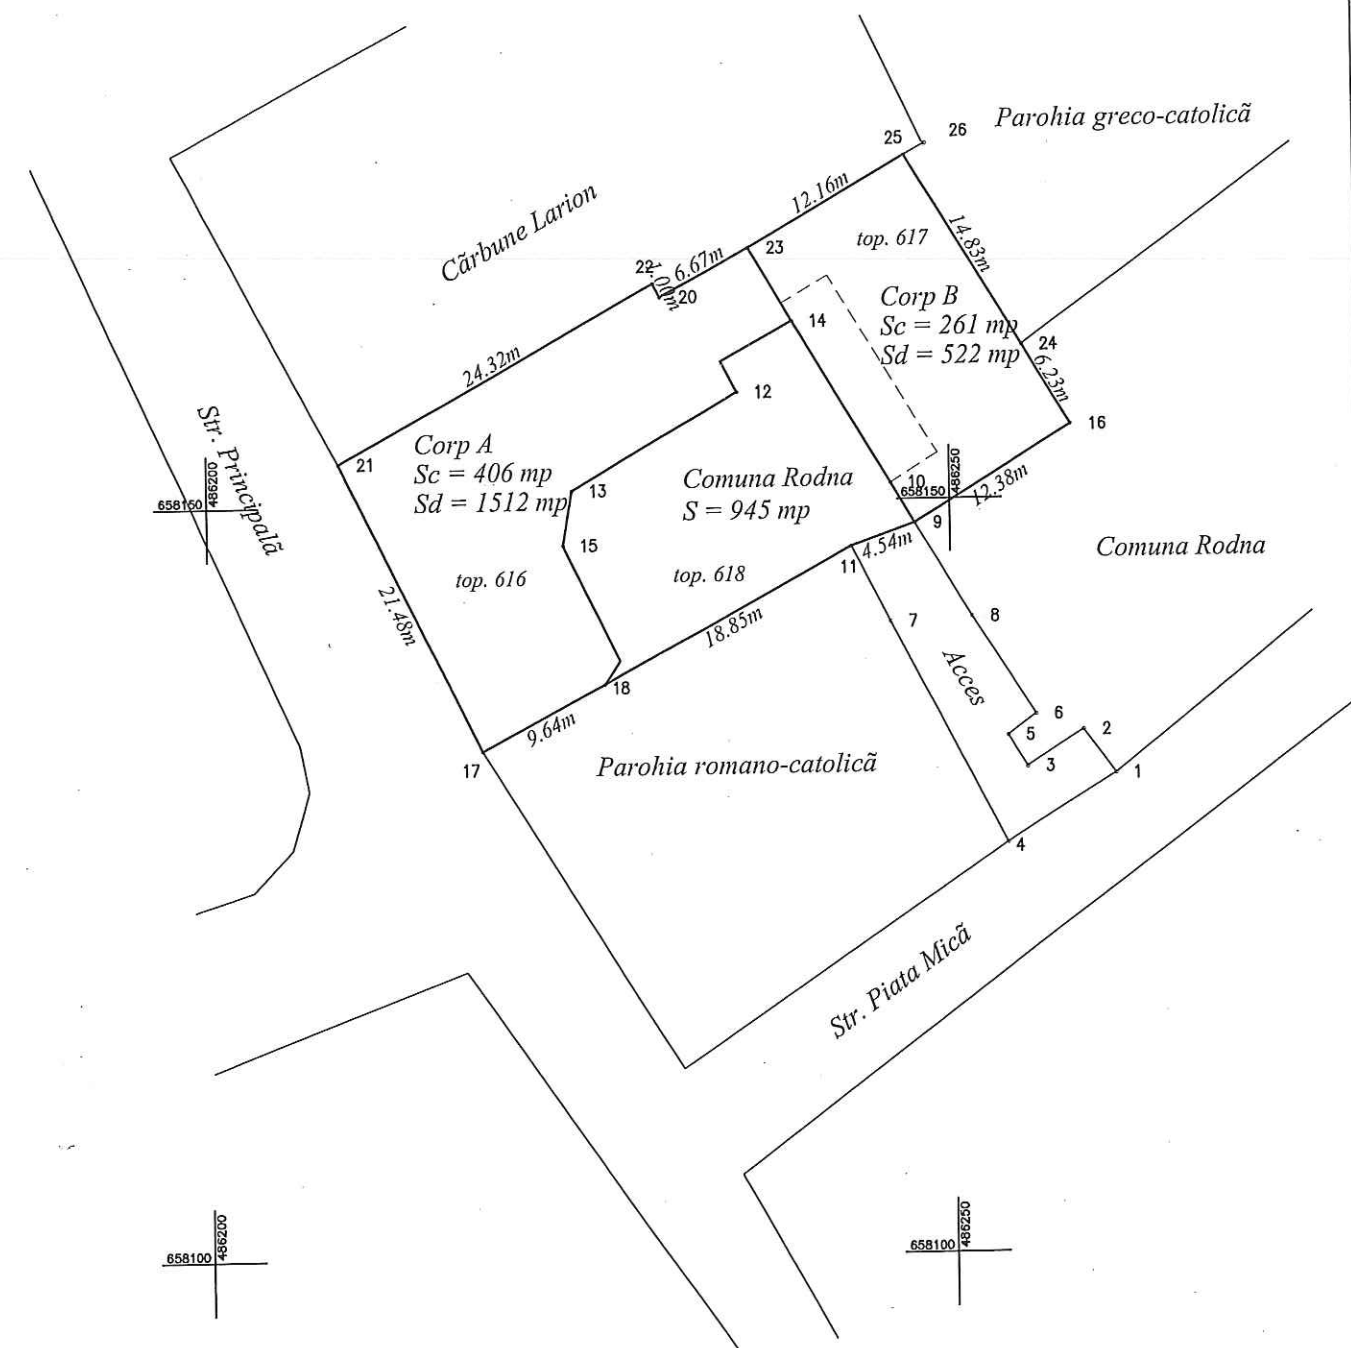 Parohia greco-catolicã
26
25
12.16m
Cãrbune Larion
14.83m
top. 617
23
22
1.00m
6.67m
20
Corp B
Sc = 261 mp
Sd = 522 mp
14
24
6.23m
24.32m
12
16
Str. Principalã
21
Corp A
Sc = 406 mp
Sd = 1512 mp
13
Comuna Rodna
S = 945 mp
10
658150
486250
12.38m
658150
486200
9
4.54m
11
15
Comuna Rodna
top. 616
top. 618
21.48m
18.85m
7
8
Acces
18
9.64m
17
Parohia romano-catolicã
6
5
2
3
1
4
Str. Piata Micã
658100
486200
658100
486250